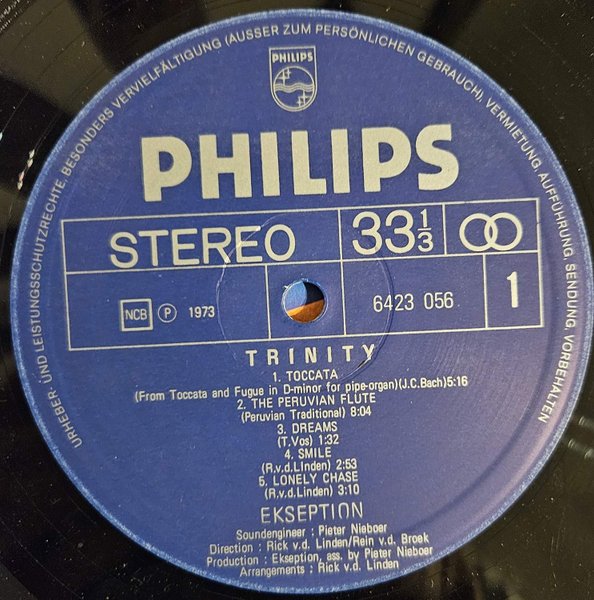 URHEBER- UND LEISTUNGSSCHUTZRECHTE, BESONDERS VERVIELFÄLTIGUNG (AUSSER ZUM PERSÖNLICHEN GEBRAUCH), VERMIETUNG, AUFFÜHRUNG, SENDUNG, VORBEHALTEN
PHILIPS
PHILIPS
STEREO 33 1/3
NCB Ⓟ 1973 6423 056 1
TRINITY
1. TOCCATA
(From Toccata and Fugue in D-minor for pipe-organ)(J.C.Bach)5:16
2. THE PERUVIAN FLUTE
(Peruvian Traditional) 8:04
3. DREAMS
(T.Vos) 1:32
4. SMILE
(R.v.d.Linden) 2:53
5. LONELY CHASE
(R.v.d.Linden) 3:10
EKSEPTION
Soundengineer : Pieter Nieboer
Direction : Rick v.d. Linden/Rein v.d. Broek
Production : Ekseption, ass. by Pieter Nieboer
Arrangements : Rick v.d. Linden